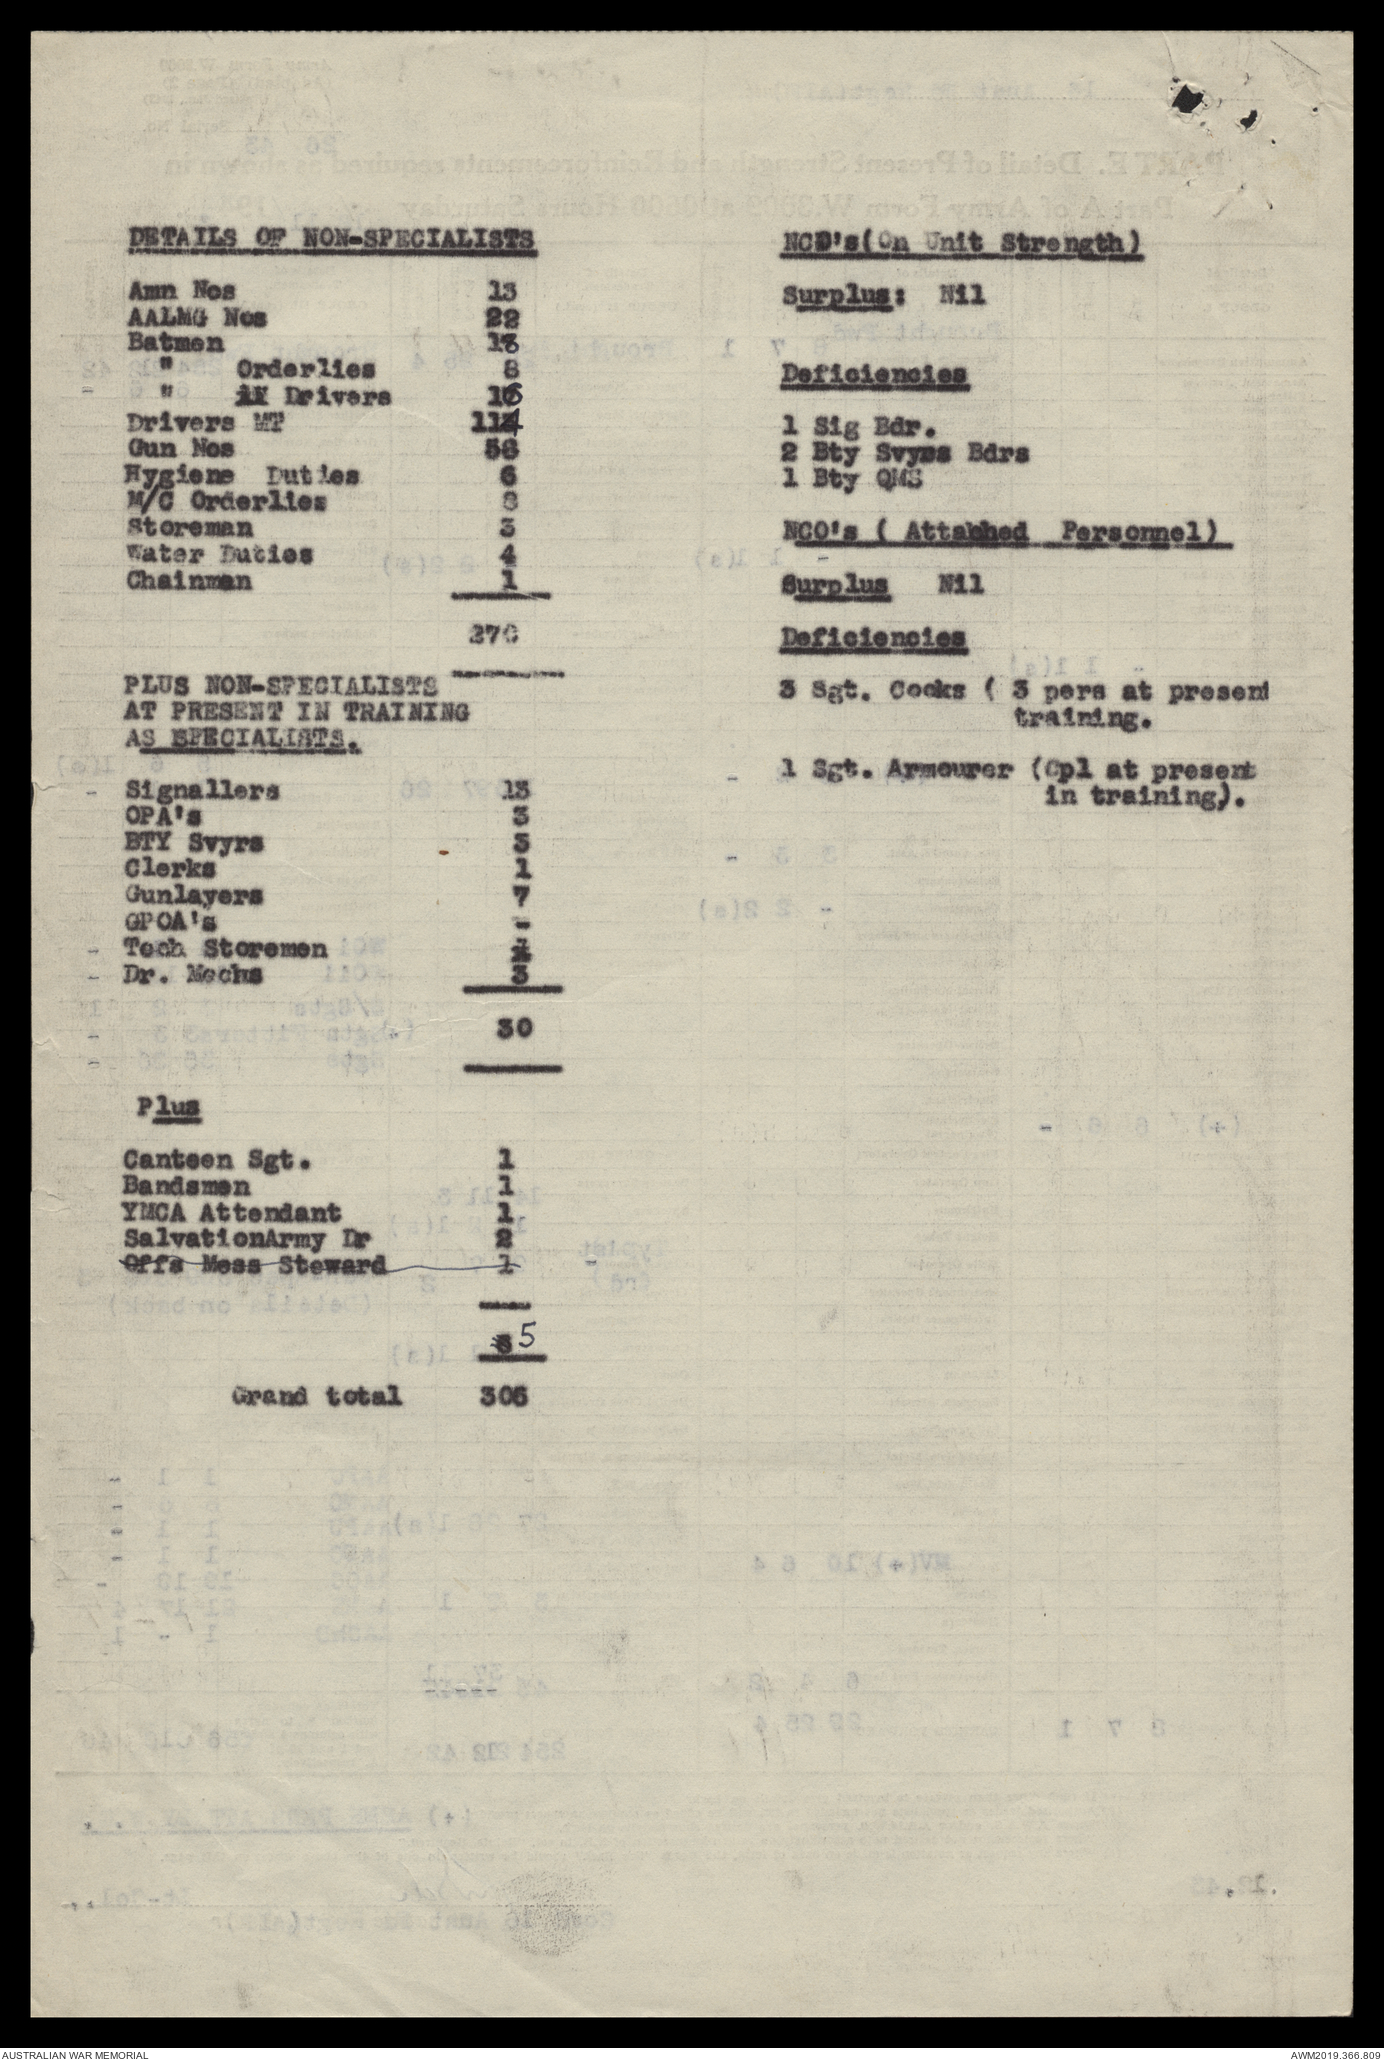 DETAILS OF NON-SPECIALISTS
Amn Nos 13
AALMG Nos 22
Batmen
" Orderlies 8
" Drivers 16
Drivers MT 114
Gun Nos 58
Hygiene Duties 6
M/C Orderlies 8
Storeman 3
Water Duties 4
Chainman 1
270
PLUS NON-SPECIALISTS
AT PRESENT IN TRAINING
AS SPECIALISTS.
Signallers 13
OPA's 3
BTY Svyrs 3
Clerks 1
Gunlayers 7
GPOA's -
Tech Storemen
Dr. Mechs 3
30
Plus
Canteen Sgt. 1
Bandsmen 1
YMCA Attendant 1
SalvationArmy Dr 2
Offs Mess Steward 1
5
Grand total 305
NCO's(On Unit Strength)
Surplus: Nil
Deficiencies
1 Sig Bdr.
2 Bty Svyrs Bdrs
1 Bty QMS
NCO's ( Attached Personnel)
Surplus Nil
Deficiencies
3 Sgt. Cooks ( 3 pers at present
training.
1 Sgt. Armourer (Cpl at present
in training).
AUSTRALIAN WAR MEMORIAL
AWM2019.366.809